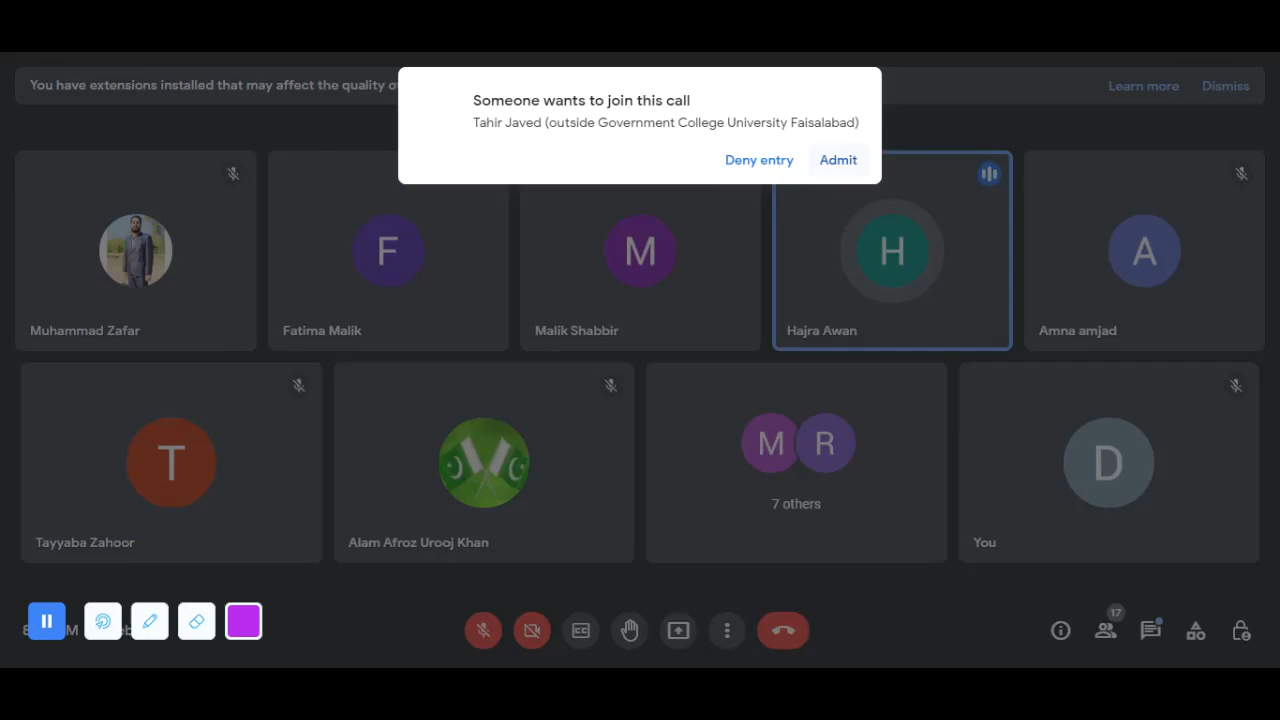 You have extensions installed that may affect the quality
Learn more
Dismiss
Someone wants to join this call
Tahir Javed (outside Government College University Faisalabad)
Deny entry
Admit
F
M
H
A
Muhammad Zafar
Fatima Malik
Malik Shabbir
Hajra Awan
Amna amjad
T
M
R
D
7 others
Tayyaba Zahoor
Alam Afroz Urooj Khan
You
17
CC